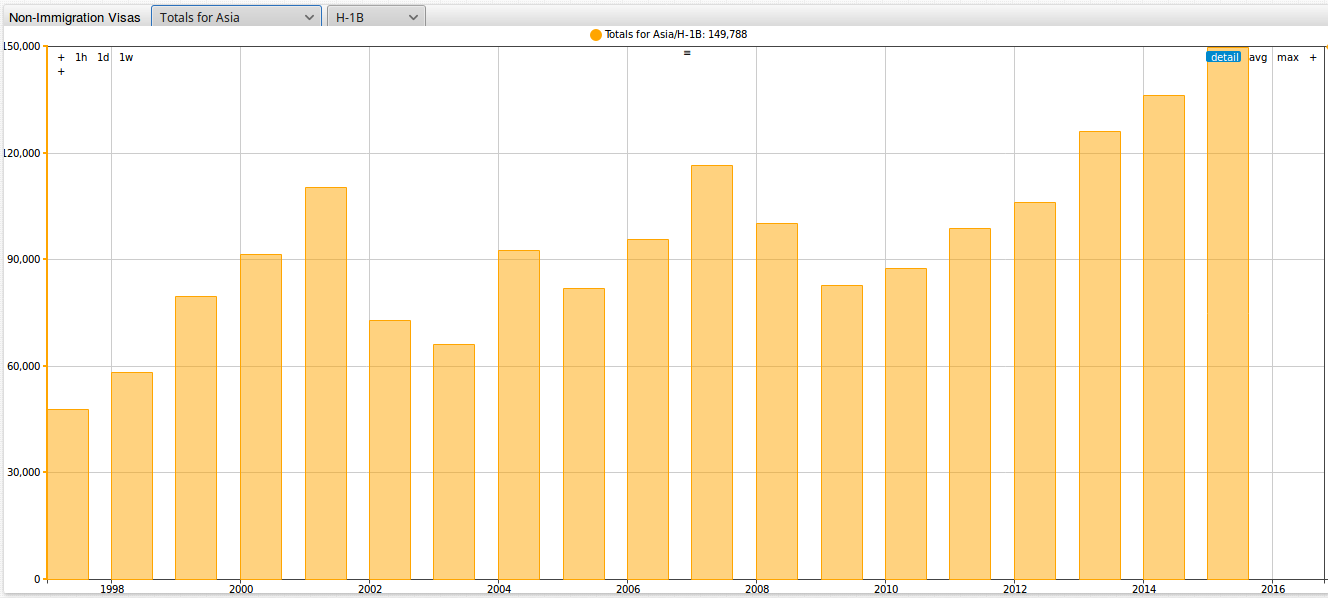 Non-Immigration Visas Totals for Asia H-1B
Totals for Asia/H-1B: 149,788
+ 1h 1d 1w
+
detail avg max +
150,000
120,000
90,000
60,000
30,000
0
1998 2000 2002 2004 2006 2008 2010 2012 2014 2016